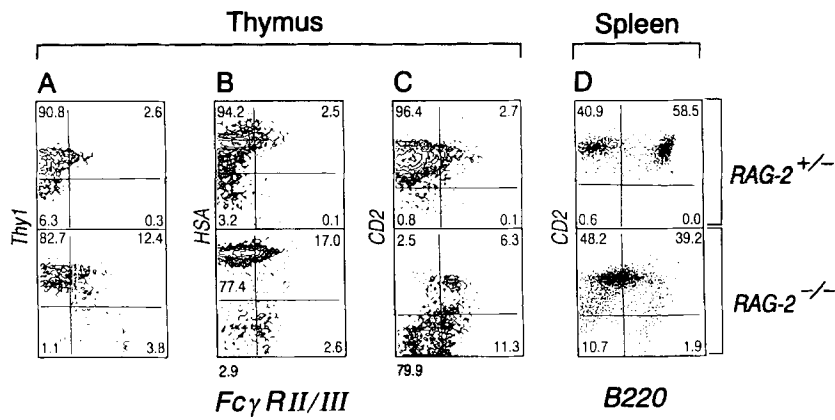 Thymus
Spleen
A
B
C
D
90.8 2.6
94.2 2.5
96.4 2.7
40.9 58.5
Thy1
HSA
CD2
CD2
RAG-2 +/−
6.3 0.3
3.2 0.1
0.8 0.1
0.6 0.0
82.7 12.4
17.0
2.5 6.3
48.2 39.2
77.4
RAG-2 −/−
1.1 3.8
2.6
11.3
10.7 1.9
2.9
79.9
Fcγ RII/III
B220